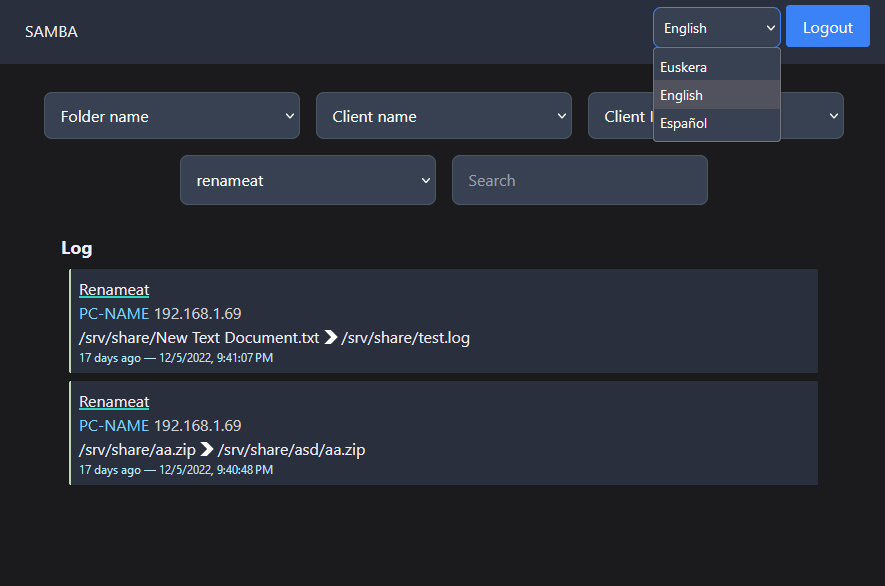 SAMBA
English
Logout
Euskera
English
Español
Folder name
Client name
Client
renameat
Search
Log
Renameat
PC-NAME 192.168.1.69
/srv/share/New Text Document.txt ❯ /srv/share/test.log
17 days ago — 12/5/2022, 9:41:07 PM
Renameat
PC-NAME 192.168.1.69
/srv/share/aa.zip ❯ /srv/share/asd/aa.zip
17 days ago — 12/5/2022, 9:40:48 PM